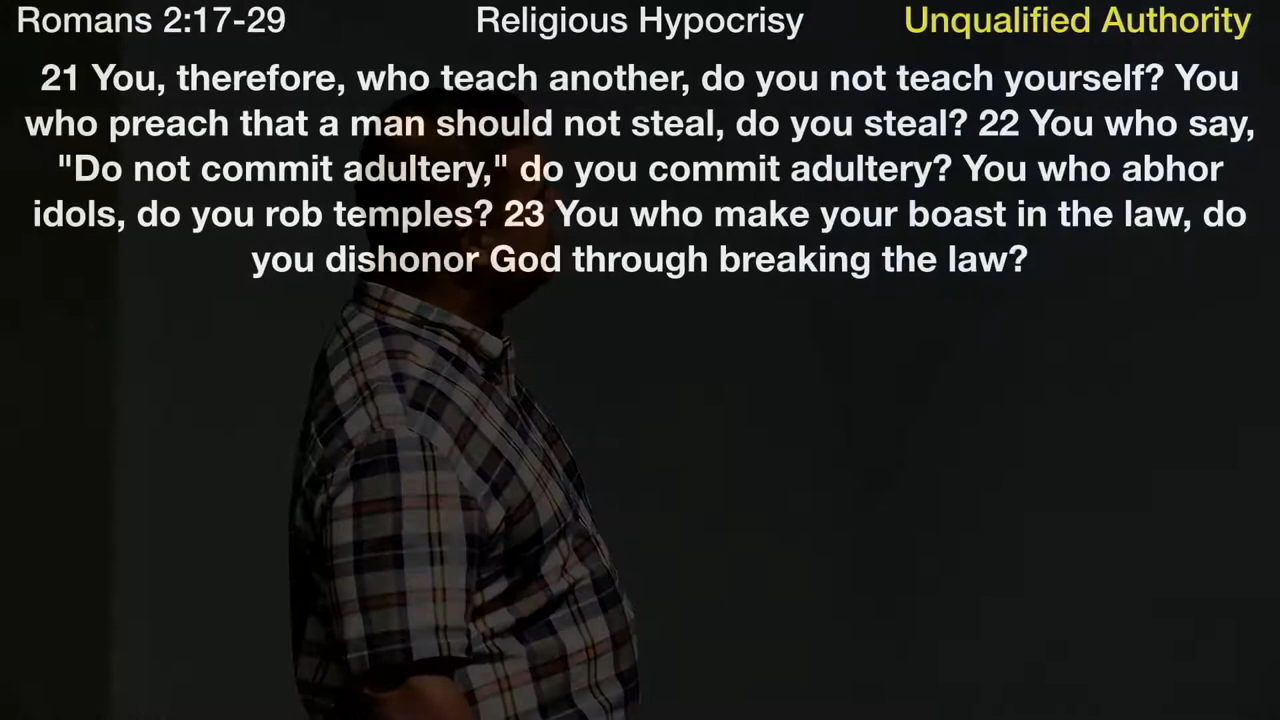 Romans 2:17-29 Religious Hypocrisy Unqualified Authority
21 You, therefore, who teach another, do you not teach yourself? You
who preach that a man should not steal, do you steal? 22 You who say,
"Do not commit adultery," do you commit adultery? You who abhor
idols, do you rob temples? 23 You who make your boast in the law, do
you dishonor God through breaking the law?